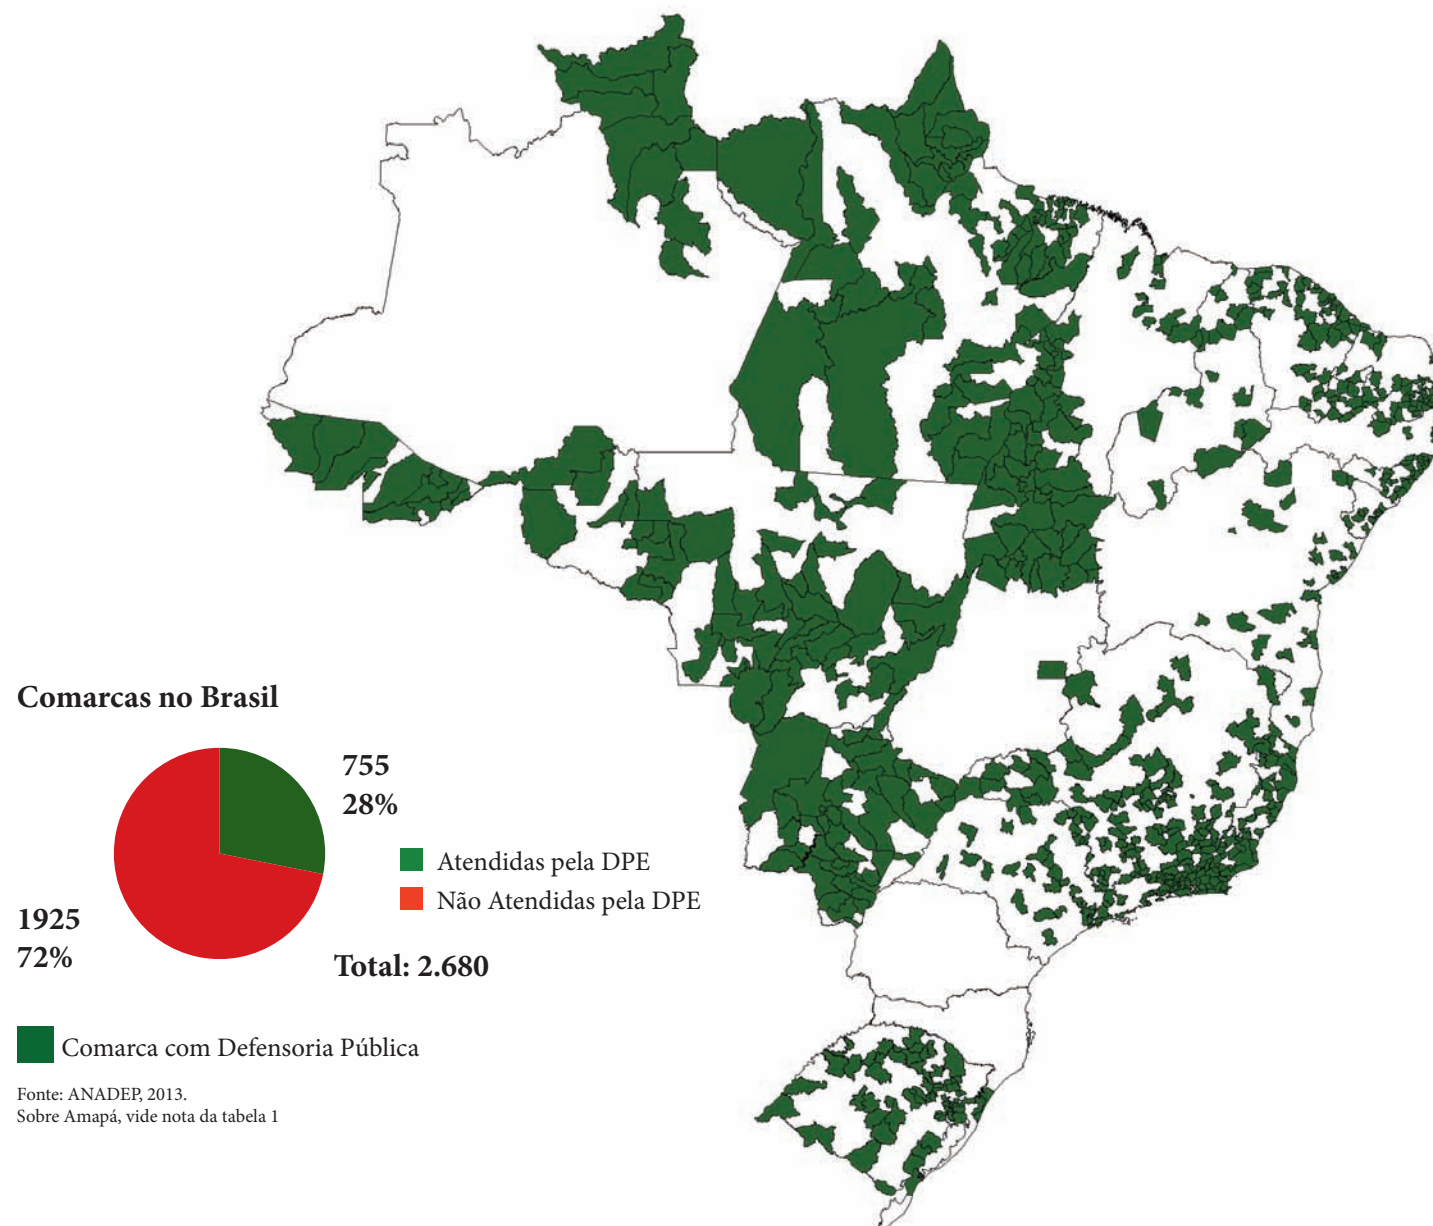 Comarcas no Brasil
755
28%
Atendidas pela DPE
Não Atendidas pela DPE
1925
72%
Total: 2.680
Comarca com Defensoria Pública
Fonte: ANADEP, 2013.
Sobre Amapá, vide nota da tabela 1